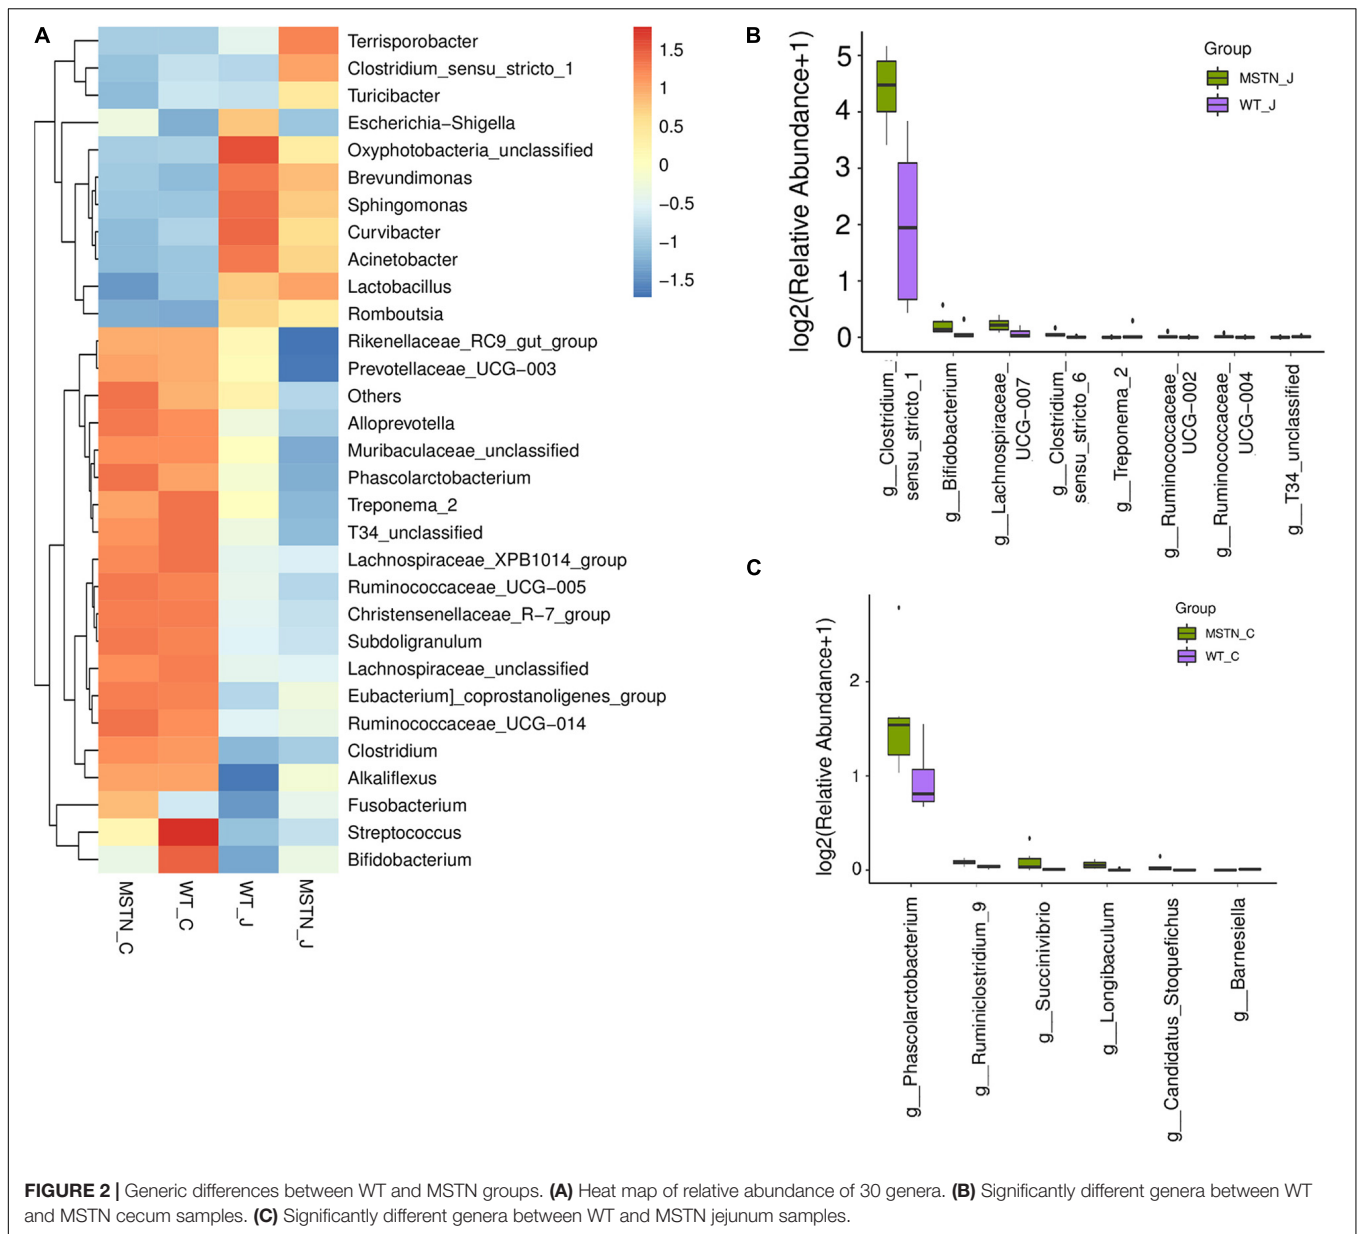 A
Terrisporobacter
Clostridium_sensu_stricto_1
Turicibacter
Escherichia−Shigella
Oxyphotobacteria_unclassified
Brevundimonas
Sphingomonas
Curvibacter
Acinetobacter
Lactobacillus
Romboutsia
Rikenellaceae_RC9_gut_group
Prevotellaceae_UCG−003
Others
Alloprevotella
Muribaculaceae_unclassified
Phascolarctobacterium
Treponema_2
T34_unclassified
Lachnospiraceae_XPB1014_group
Ruminococcaceae_UCG−005
Christensenellaceae_R−7_group
Subdoligranulum
Lachnospiraceae_unclassified
Eubacterium]_coprostanoligenes_group
Ruminococcaceae_UCG−014
Clostridium
Alkaliflexus
Fusobacterium
Streptococcus
Bifidobacterium
MSTN_C
WT_C
WT_J
MSTN_J
1.5
1
0.5
0
−0.5
−1
−1.5
B
log2(Relative Abundance+1)
5
4
3
2
1
0
Group
MSTN_J
WT_J
g__Clostridium_
sensu_stricto_1
g__Bifidobacterium
g__Lachnospiraceae_
UCG−007
g__Clostridium_
sensu_stricto_6
g__Treponema_2
g__Ruminococcaceae_
UCG−002
g__Ruminococcaceae_
UCG−004
g__T34_unclassified
C
log2(Relative Abundance+1)
2
1
0
Group
MSTN_C
WT_C
g__Phascolarctobacterium
g__Ruminiclostridium_9
g__Succinivibrio
g__Longibaculum
g__Candidatus_Stoquefichus
g__Barnesiella
FIGURE 2 | Generic differences between WT and MSTN groups. (A) Heat map of relative abundance of 30 genera. (B) Significantly different genera between WT
and MSTN cecum samples. (C) Significantly different genera between WT and MSTN jejunum samples.